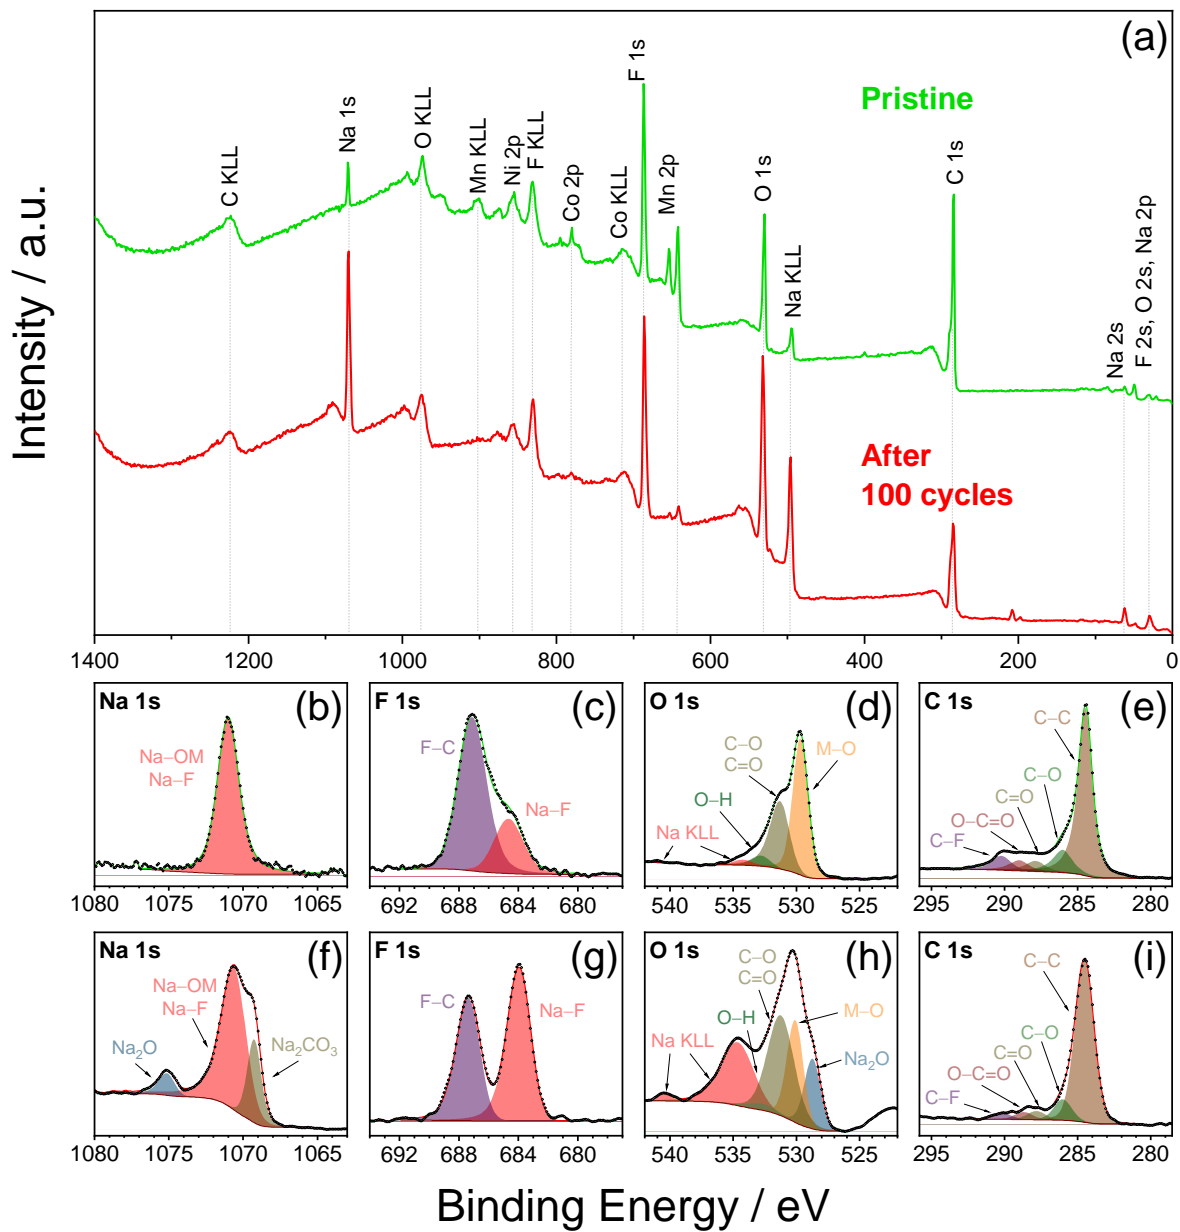 (a)
Pristine
After
100 cycles
C KLL
Na 1s
O KLL
Mn KLL
Ni 2p
F KLL
Co 2p
Co KLL
F 1s
Mn 2p
O 1s
Na KLL
C 1s
Na 2s
F 2s, O 2s, Na 2p
Intensity / a.u.
1400 1200 1000 800 600 400 200 0
Na 1s (b)
Na–OM
Na–F
1080 1075 1070 1065
F 1s (c)
F–C
Na–F
692 688 684 680
O 1s (d)
C–O
C=O
M–O
O–H
Na KLL
540 535 530 525
C 1s (e)
C–C
C–O
C=O
O–C=O
C–F
295 290 285 280
Na 1s (f)
Na–OM
Na–F
Na₂O
Na₂CO₃
1080 1075 1070 1065
F 1s (g)
F–C
Na–F
692 688 684 680
O 1s (h)
C–O
C=O
O–H
M–O
Na KLL
Na₂O
540 535 530 525
C 1s (i)
C–C
C–O
C=O
O–C=O
C–F
295 290 285 280
Binding Energy / eV